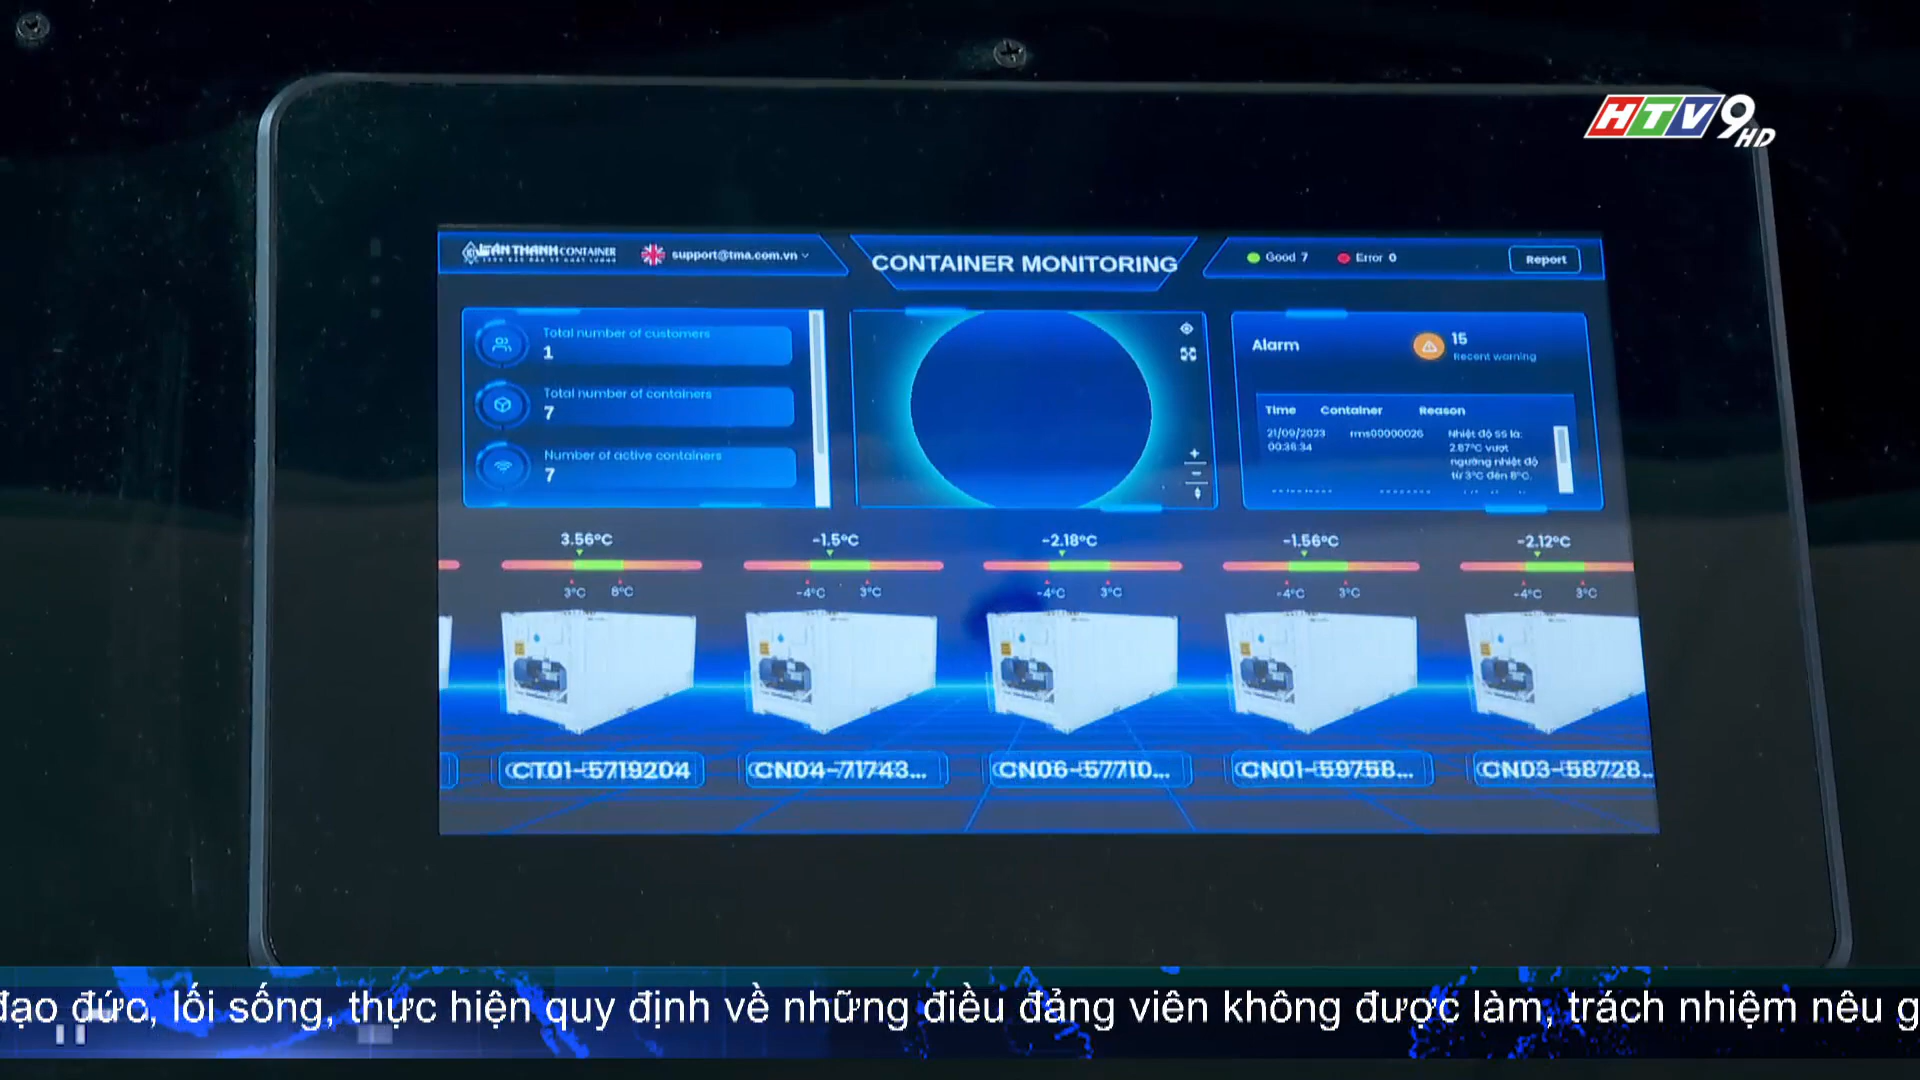 HTV9 HD
TÂN THANH CONTAINER
support@tma.com.vn
CONTAINER MONITORING
Good 7
Error 0
Report
Total number of customers
1
Total number of containers
7
Number of active containers
7
Alarm
15
Recent warning
Time Container Reason
21/09/2023 rms00000026 Nhiệt độ SS là:
00:38:34 2.87°C vượt
ngưỡng nhiệt độ
từ 3°C đến 8°C.
3.56°C -1.5°C -2.18°C -1.56°C -2.12°C
3°C 8°C -4°C 3°C -4°C 3°C -4°C 3°C -4°C 3°C
CT01-5719204 CN04-71743... CN06-57710... CN01-59758... CN03-58728..
đạo đức, lối sống, thực hiện quy định về những điều đảng viên không được làm, trách nhiệm nêu g